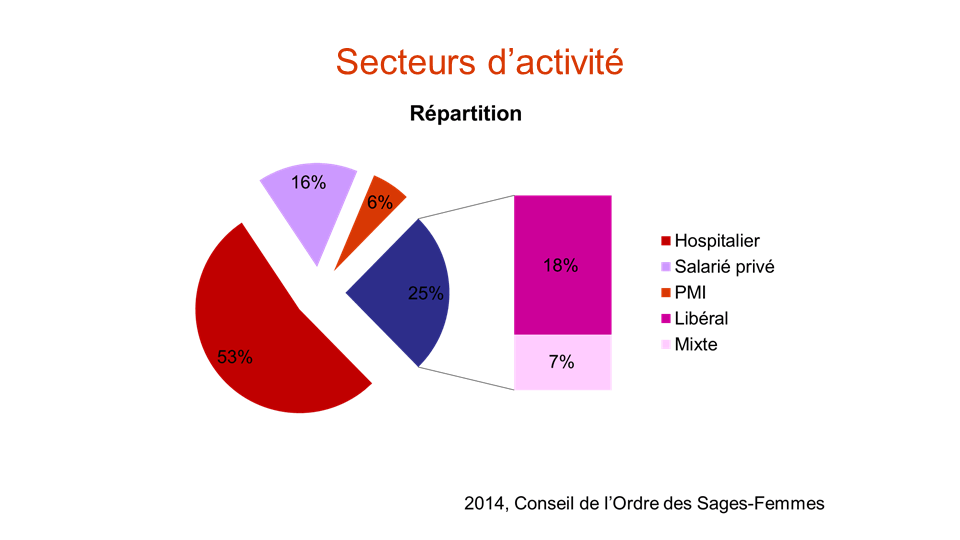 Secteurs d’activité
Répartition
16%
6%
53%
25%
18%
7%
Hospitalier
Salarié privé
PMI
Libéral
Mixte
2014, Conseil de l’Ordre des Sages-Femmes